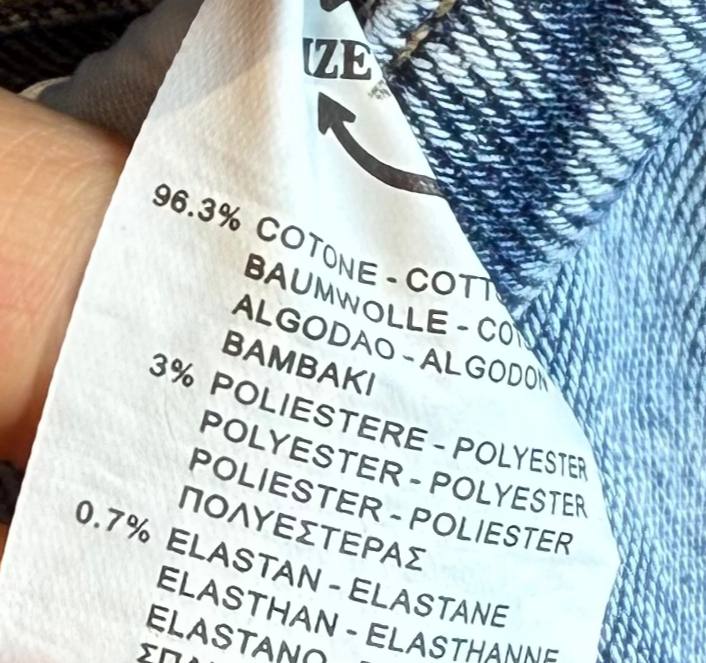 96.3% COTONE - COTT
BAUMWOLLE - CO
ALGODAO - ALGODON
BAMBAKI
3% POLIESTERE - POLYESTER
POLYESTER - POLYESTER
POLIESTER - POLIESTER
ΠΟΛΥΕΣΤΕΡΑΣ
0.7% ELASTAN - ELASTANE
ELASTHAN - ELASTHANNE
ELASTANO -